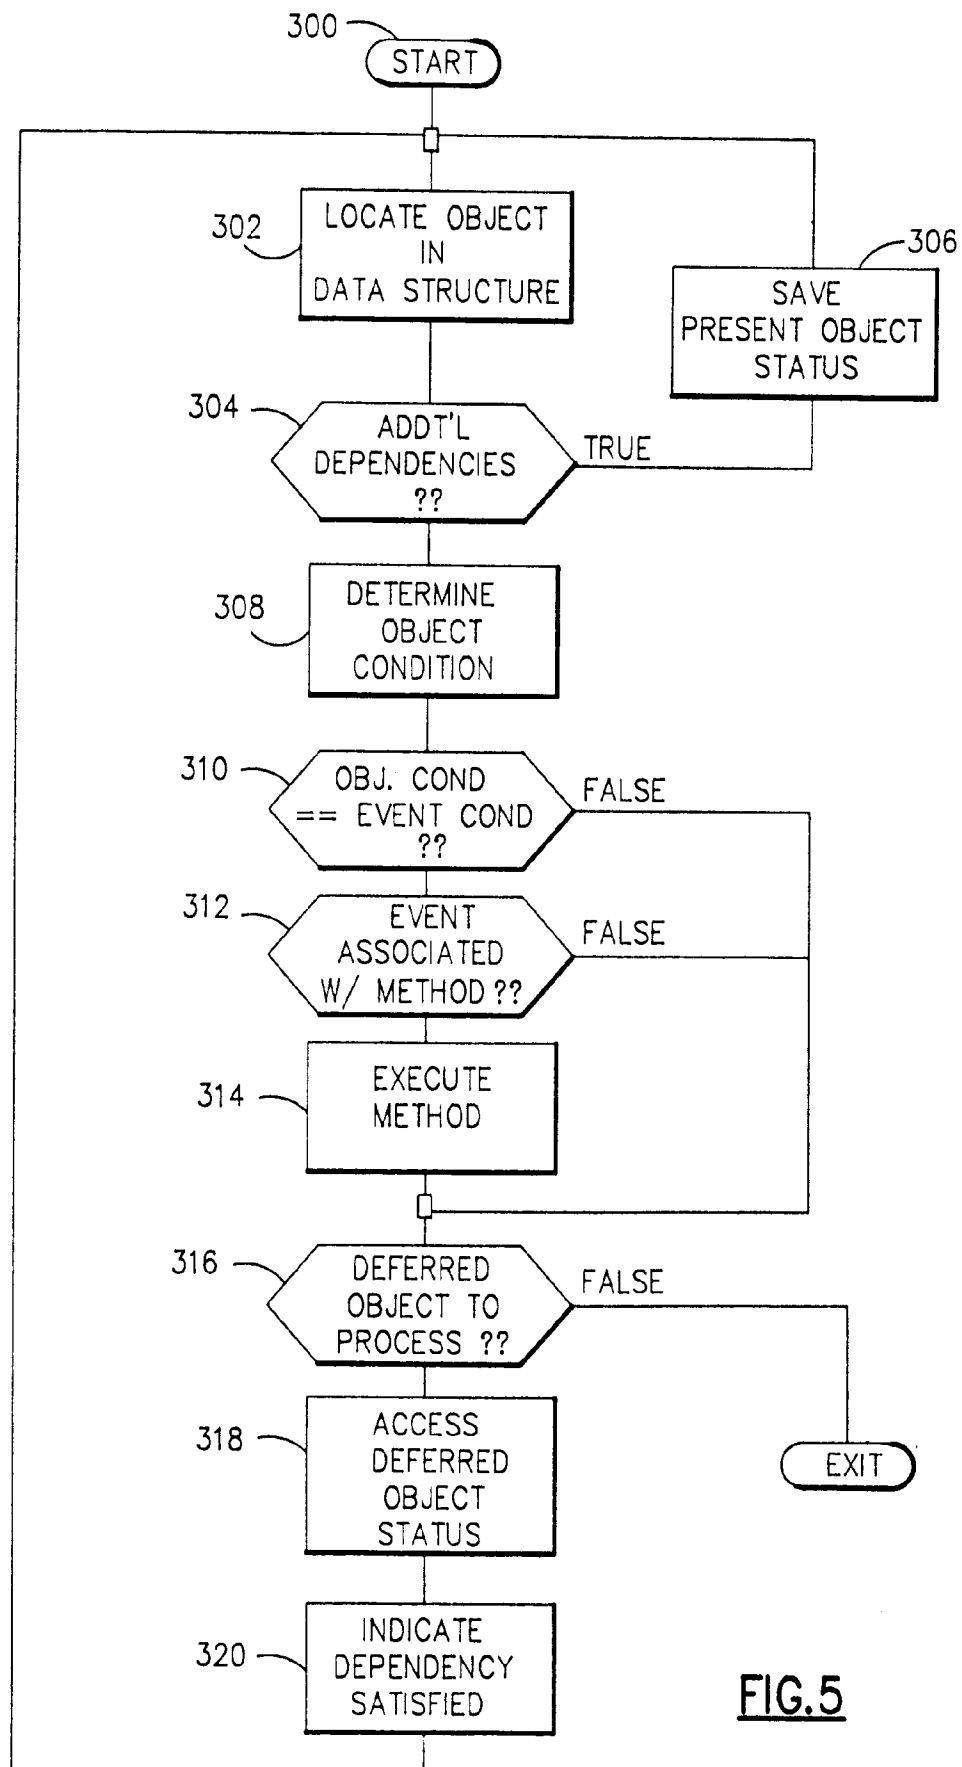 300
START
302
LOCATE OBJECT
IN
DATA STRUCTURE
306
SAVE
PRESENT OBJECT
STATUS
304
ADDT'L
DEPENDENCIES
??
TRUE
308
DETERMINE
OBJECT
CONDITION
310
OBJ. COND
== EVENT COND
??
FALSE
312
EVENT
ASSOCIATED
W/ METHOD ??
FALSE
314
EXECUTE
METHOD
316
DEFERRED
OBJECT TO
PROCESS ??
FALSE
318
ACCESS
DEFERRED
OBJECT
STATUS
EXIT
320
INDICATE
DEPENDENCY
SATISFIED
FIG.5